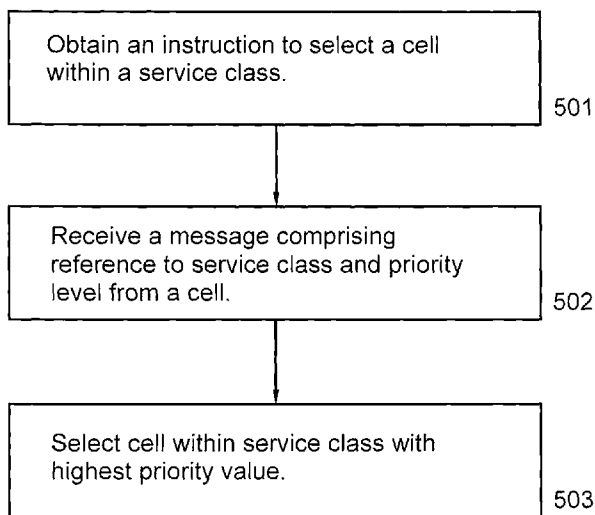 Obtain an instruction to select a cell
within a service class.
501
Receive a message comprising
reference to service class and priority
level from a cell.
502
Select cell within service class with
highest priority value.
503